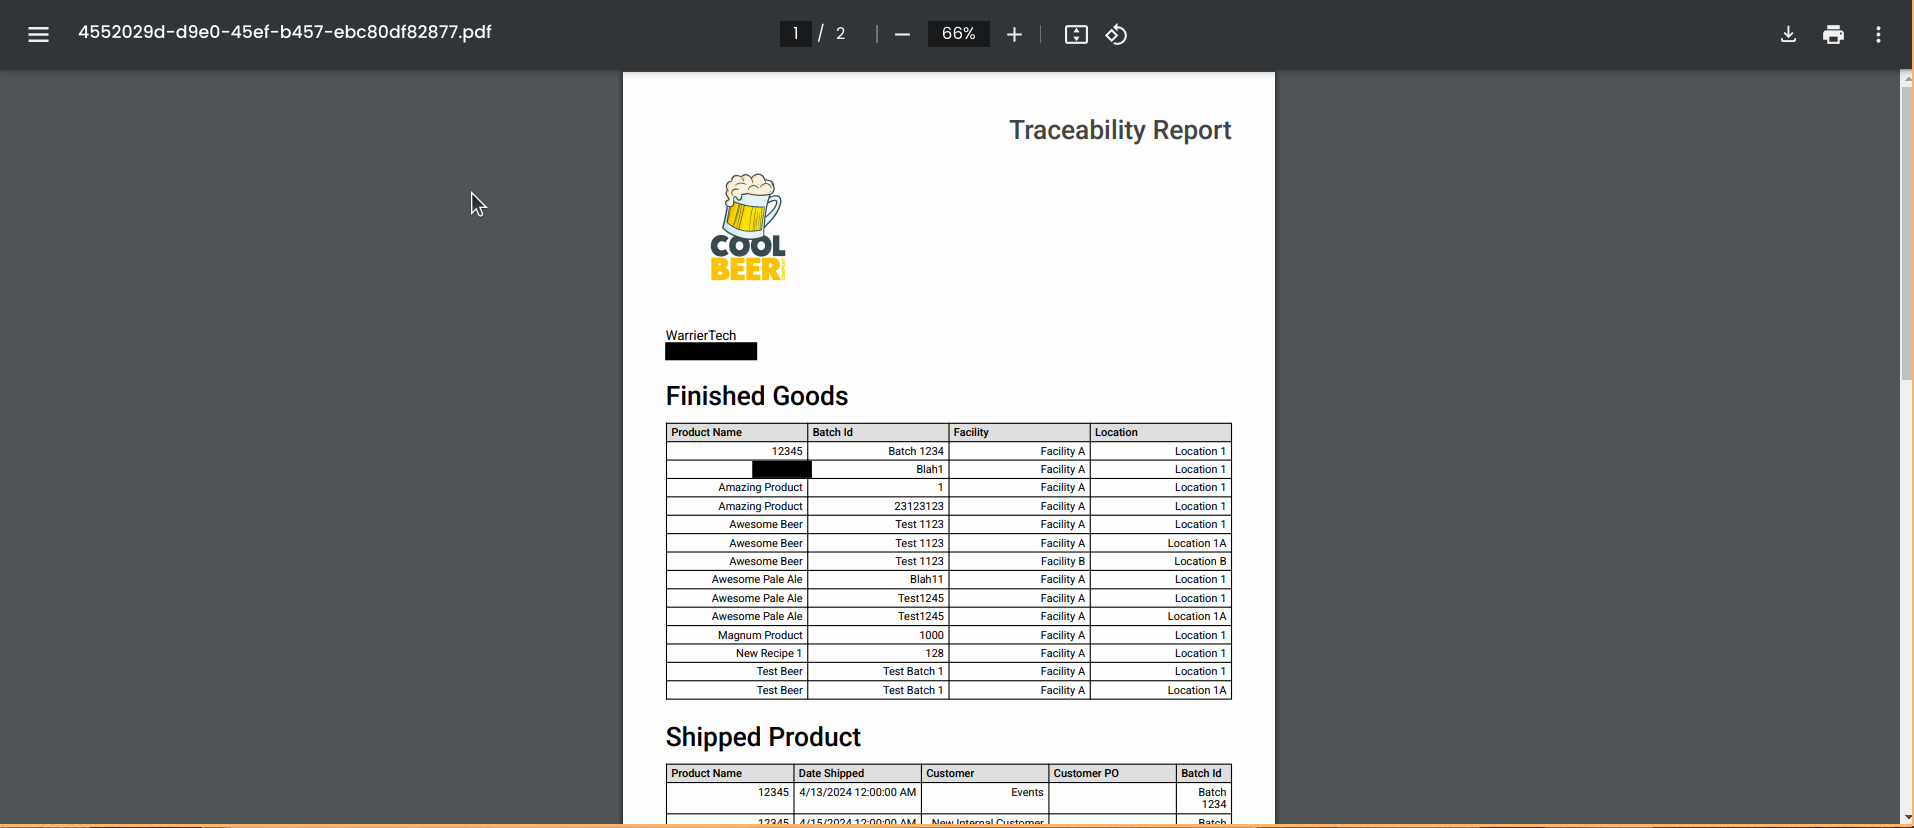 4552029d-d9e0-45ef-b457-ebc80df82877.pdf
1 / 2
66%
Traceability Report
COOL
BEER
WarrierTech
Finished Goods
Product Name Batch Id Facility Location
12345 Batch 1234 Facility A Location 1
Blah1 Facility A Location 1
Amazing Product 1 Facility A Location 1
Amazing Product 23123123 Facility A Location 1
Awesome Beer Test 1123 Facility A Location 1
Awesome Beer Test 1123 Facility A Location 1A
Awesome Beer Test 1123 Facility B Location B
Awesome Pale Ale Blah11 Facility A Location 1
Awesome Pale Ale Test1245 Facility A Location 1
Awesome Pale Ale Test1245 Facility A Location 1A
Magnum Product 1000 Facility A Location 1
New Recipe 1 128 Facility A Location 1
Test Beer Test Batch 1 Facility A Location 1
Test Beer Test Batch 1 Facility A Location 1A
Shipped Product
Product Name Date Shipped Customer Customer PO Batch Id
12345 4/13/2024 12:00:00 AM Events Batch
1234
12345 4/15/2024 12:00:00 AM New Internal Customer Batch